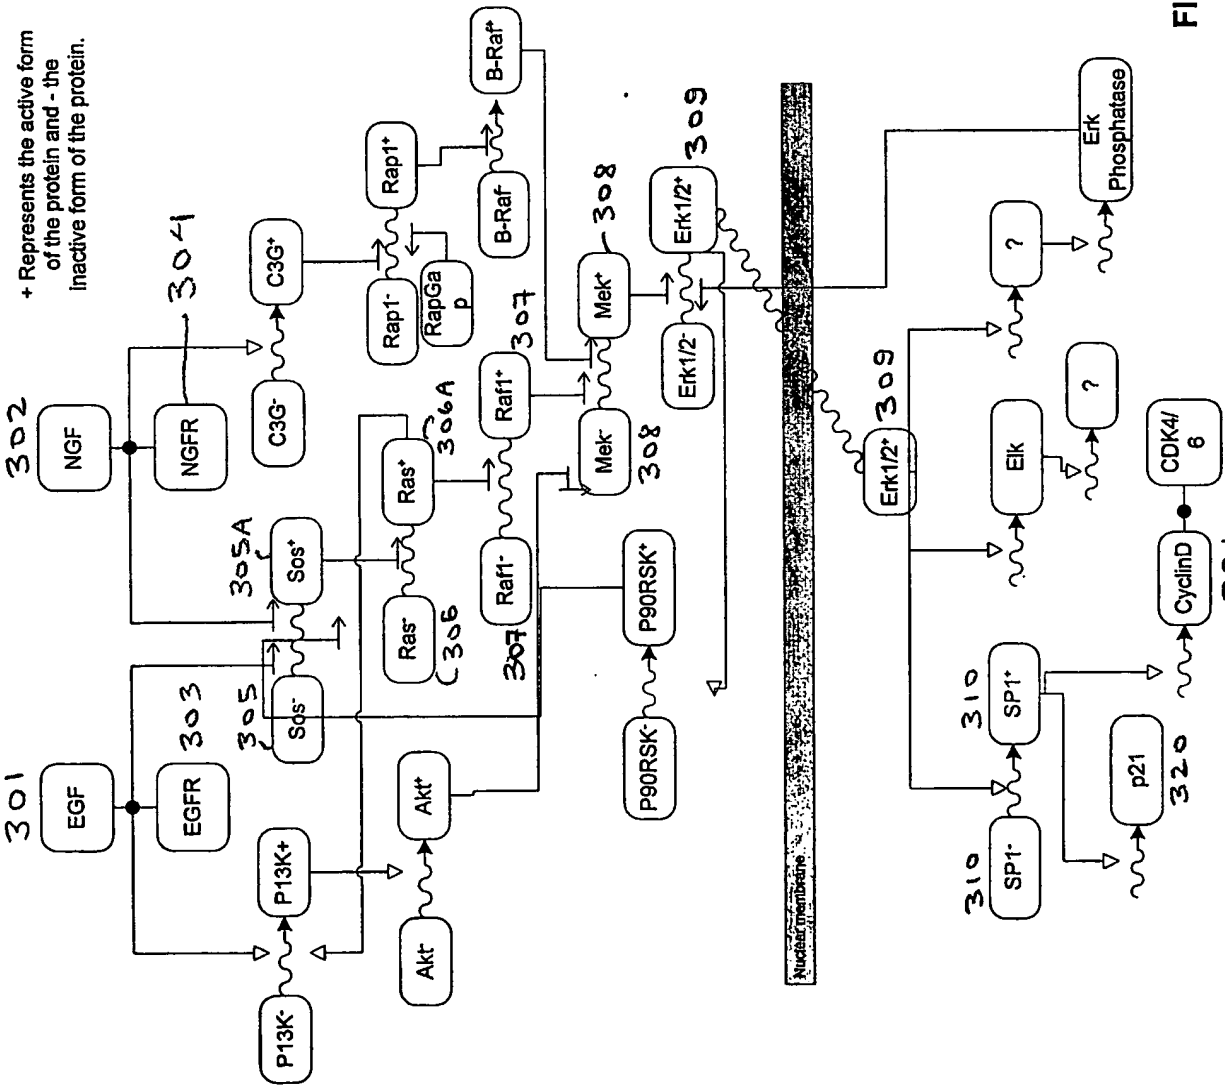 + Represents the active form
of the protein and - the
inactive form of the protein.
301
EGF
EGFR
303
302
NGF
NGFR
304
P13K-
P13K+
Sos-
305
Sos+
305A
C3G-
C3G+
Akt-
Akt+
Ras-
306
Ras+
306A
Rap1-
Rap1+
RapGa
p
Raf1-
307
Raf1+
307
B-Raf-
B-Raf+
Mek-
308
Mek+
308
P90RSK-
P90RSK+
Erk1/2-
Erk1/2+
309
Nuclear membrane
Erk1/2+
309
310
SP1-
SP1+
310
Elk
?
p21
320
CyclinD
CDK4/
6
?
Erk
Phosphatase
FI